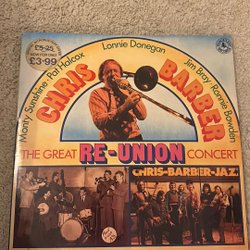 £5·25
£3·99
Monty Sunshine · Pat Halcox
Lonnie Donegan
Jim Bray/Ronnie Bowden
CHRIS
BARBER
THE GREAT RE-UNION CONCERT
CHRIS-BARBER-JAZZ